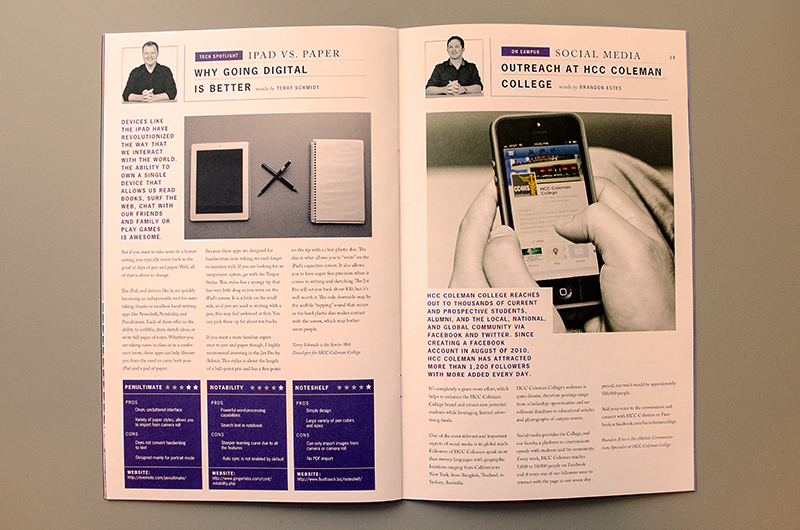 TECH SPOTLIGHT IPAD VS. PAPER
WHY GOING DIGITAL
IS BETTER words by TERRY SCHMIDT
DEVICES LIKE
THE IPAD HAVE
REVOLUTIONIZED
THE WAY THAT
WE INTERACT
WITH THE WORLD.
THE ABILITY TO
OWN A SINGLE
DEVICE THAT
ALLOWS US READ
BOOKS, SURF THE
WEB, CHAT WITH
OUR FRIENDS
AND FAMILY OR
PLAY GAMES
IS AWESOME.
But if you want to take notes in a
setting, you typically revert back to the
good ol days of pen and paper. Well, all
of that is about to change.
The iPad, and devices like it, are quickly
becoming an indispensable tool for note-
taking, thanks to excellent hand-writing
apps like Noteshelf, Notability, and
Penultimate. Each of them offer us the
ability to scribble, draw, sketch ideas, or
write full pages of notes. Whether you
are taking notes in class or in a confer-
ence room, these apps can help liberate
you from the need to carry both your
iPad and a pad of paper.
Because these apps are designed for
handwritten note taking, we can't forget
to mention styli. If you are looking for an
inexpensive option, go with the Targus
Stylus. This stylus has a spongy tip that
has very little drag as you write on the
iPad's screen. It is a little on the small
side, so if you are used to writing with a
pen, this may feel awkward at first. You
can pick these up for about ten bucks.
If you want a more familiar experi-
ence to pen and paper though, I highly
recommend investing in the Jot Pro by
Adonit. This stylus is about the length
of a ball-point pen and has a fine point
on the tip with a clear plastic disc. The
disc is what allows you to "write" on the
iPad's capacitive screen. It also allows
you to have super fine precision when it
comes to writing and sketching. The Jot
Pro will set you back about $30, but it's
well worth it. The only downside may be
the audible "tapping" sound that occurs
as the hard plastic disc makes contact
with the screen, which may bother
some people.
Terry Schmidt is the Senior Web
Developer for HCC Coleman College
PENULTIMATE
PROS
Clean, uncluttered interface
Variety of paper styles; allows you
to import from camera roll
CONS
Does not convert handwriting
to text
Designed mainly for portrait mode
WEBSITE:
http://evernote.com/penultimate/
NOTABILITY
PROS
Powerful word-processing
capabilities
Search text in notebook
CONS
Steeper learning curve due to all
the features
Auto sync is not enabled by default
WEBSITE:
http://www.gingerlabs.com/cont/
notability.php
NOTESHELF
PROS
Simple design
Large variety of pen colors
and sizes
CONS
Can only import images from
camera or camera roll
No PDF import
WEBSITE:
http://www.fluidtouch.biz/noteshelf/
ON CAMPUS SOCIAL MEDIA
OUTREACH AT HCC COLEMAN
COLLEGE words by BRANDON ESTES
HCC Coleman
College
HCC COLEMAN COLLEGE REACHES
OUT TO THOUSANDS OF CURRENT
AND PROSPECTIVE STUDENTS,
ALUMNI, AND THE LOCAL, NATIONAL,
AND GLOBAL COMMUNITY VIA
FACEBOOK AND TWITTER. SINCE
CREATING A FACEBOOK
ACCOUNT IN AUGUST OF 2010,
HCC COLEMAN HAS ATTRACTED
MORE THAN 1,200 FOLLOWERS
WITH MORE ADDED EVERY DAY.
It's completely a grass-roots effort, which
helps to enhance the HCC Coleman
College brand and attract new potential
students while leveraging limited adver-
tising funds.
One of the most relevant and important
aspects of social media is its global reach.
Followers of HCC Coleman speak more
than twenty languages with geographic
locations ranging from California to
New York, from Bangkok, Thailand, to
Sydney, Australia.
HCC Coleman College's audience is
quite diverse, therefore postings range
from scholarship opportunities and en-
rollment deadlines to educational articles
and photographs of campus events.
Social media provides the College, and
our faculty, a platform to communicate
openly with students and the community.
Every week, HCC Coleman reaches
5,000 to 10,000 people on Facebook
and if every one of our followers were to
interact with the page in one seven-day
period, our reach would be approximately
500,000 people.
Add your voice to the conversation and
connect with HCC Coleman on Face-
book at facebook.com/hcccolemancollege.
Brandon Estes is the eMedia Communica-
tions Specialist at HCC Coleman College.